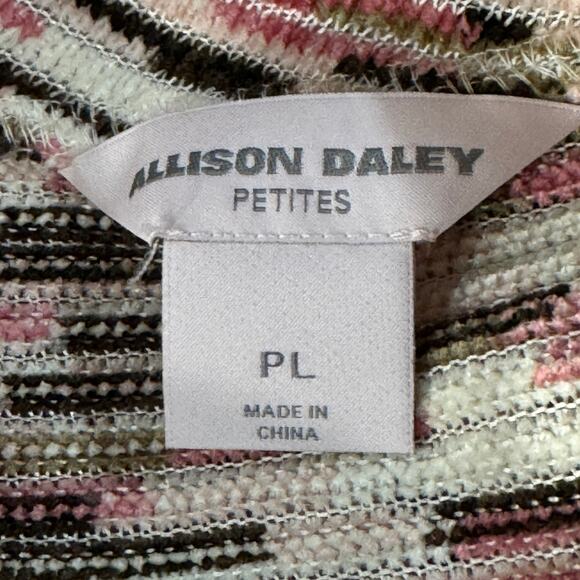 ALLISON DALEY
PETITES
PL
MADE IN
CHINA